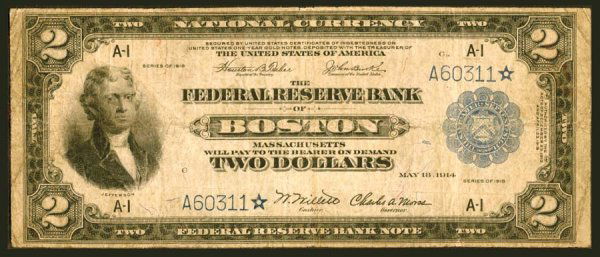 TWO NATIONAL CURRENCY TWO
2 A-1 SECURED BY UNITED STATES CERTIFICATES OF INDEBTEDNESS OR A-1 2
UNITED STATES ONE-YEAR GOLD NOTES, DEPOSITED WITH THE TREASURER OF
THE UNITED STATES OF AMERICA
SERIES OF 1918
A60311☆
THE
FEDERAL RESERVE BANK
OF
BOSTON
MASSACHUSETTS
WILL PAY TO THE BEARER ON DEMAND
TWO DOLLARS
MAY 18, 1914
SERIES OF 1918
JEFFERSON
A60311☆
Cashier Governor
2 A-1 A-1 2
TWO FEDERAL RESERVE BANK NOTE TWO